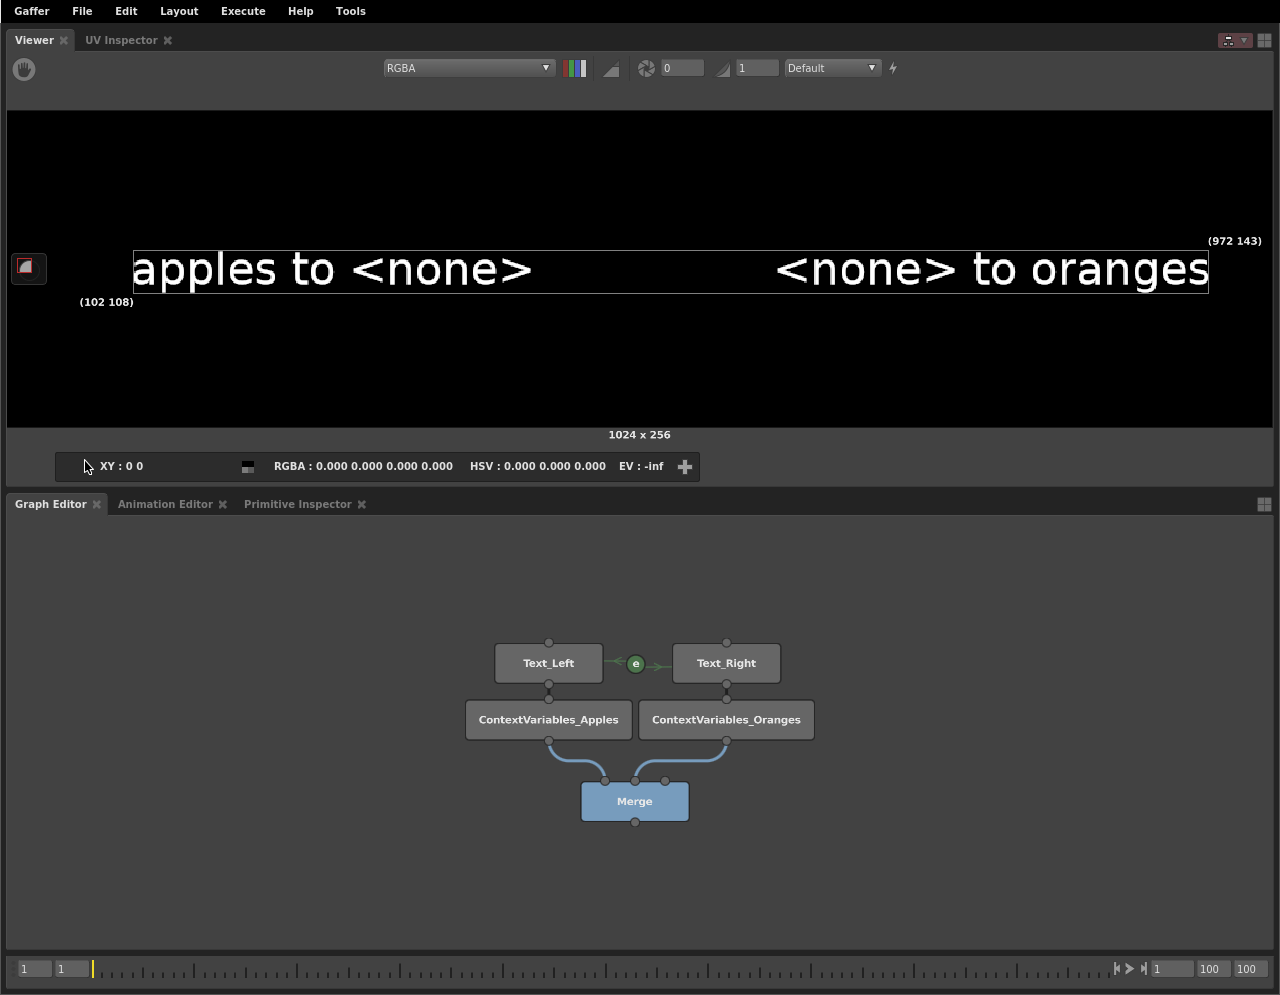 Gaffer File Edit Layout Execute Help Tools
Viewer UV Inspector
RGBA 0 1 Default
(972 143)
apples to <none> <none> to oranges
(102 108)
1024 x 256
XY : 0 0 RGBA : 0.000 0.000 0.000 0.000 HSV : 0.000 0.000 0.000 EV : -inf
Graph Editor Animation Editor Primitive Inspector
Text_Left e Text_Right
ContextVariables_Apples ContextVariables_Oranges
Merge
1 1 1 100 100